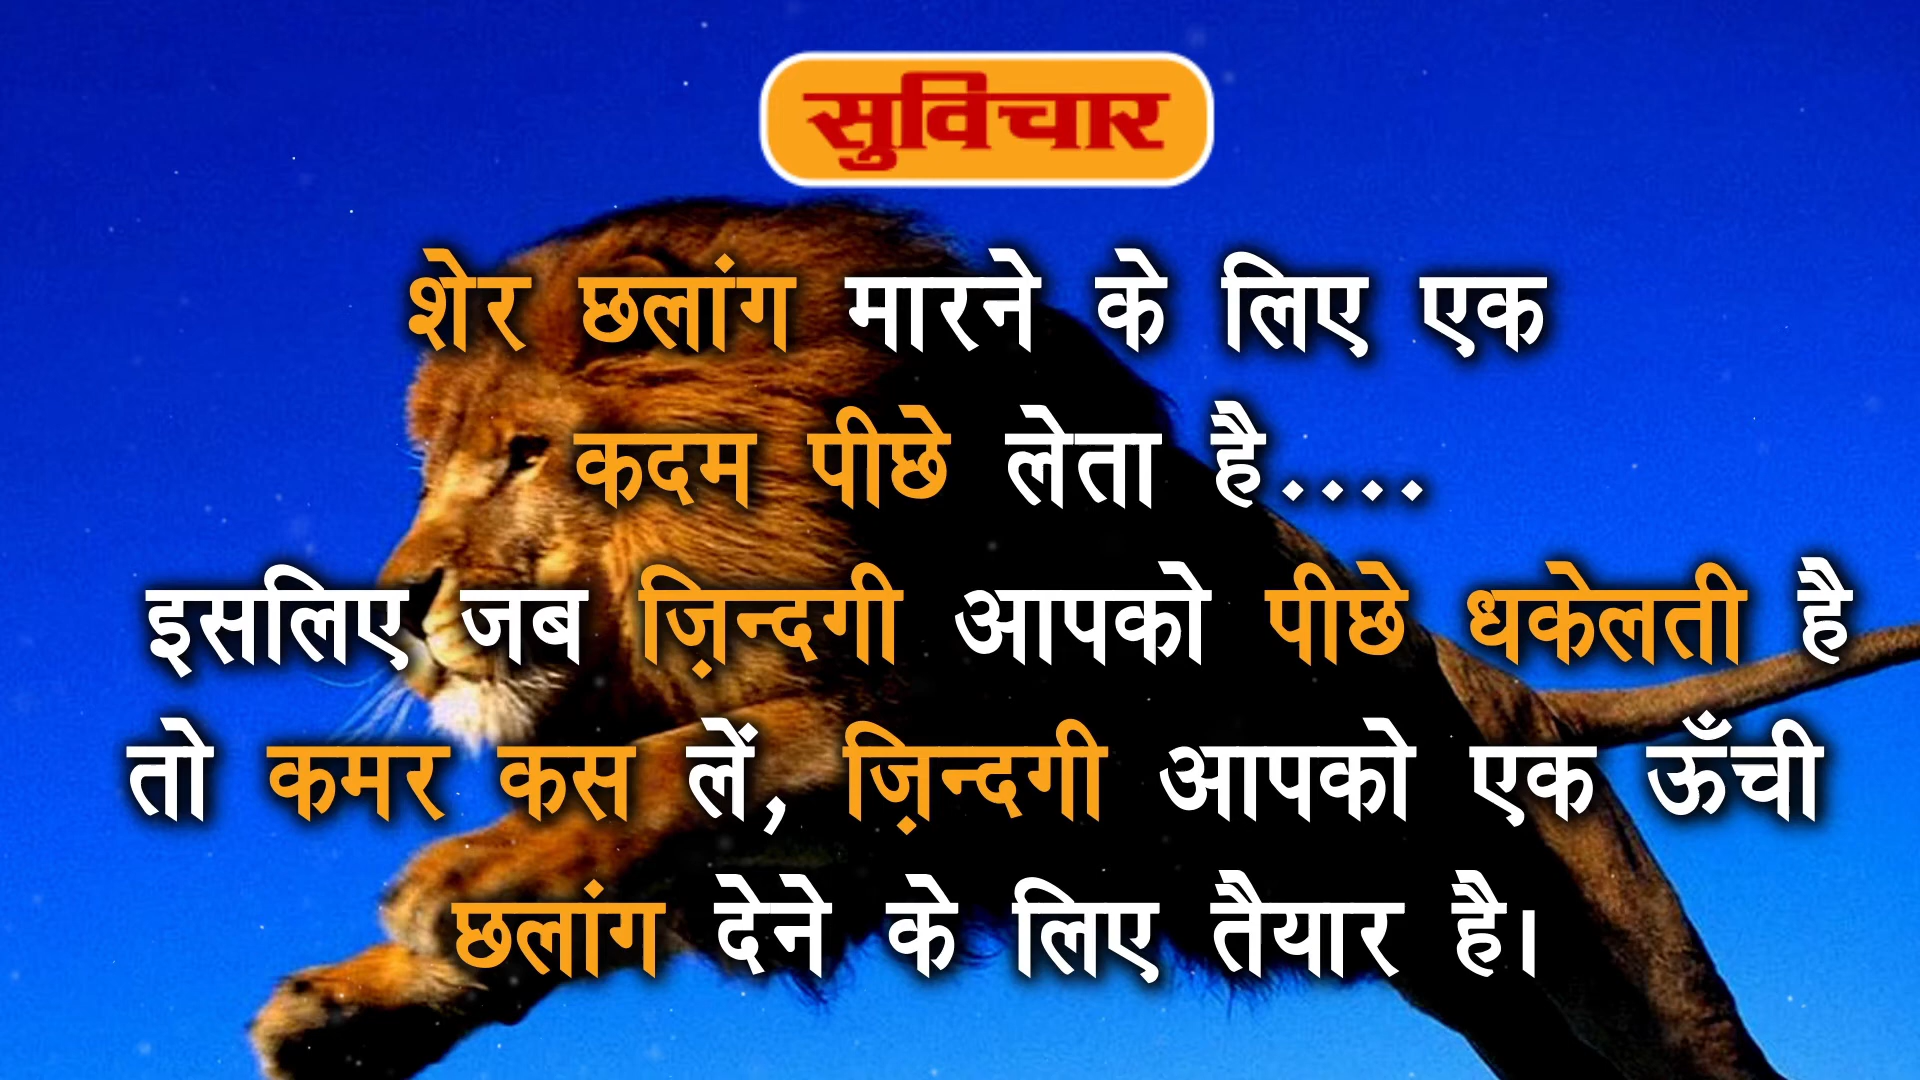 सुविचार
शेर छलांग मारने के लिए एक
कदम पीछे लेता है....
इसलिए जब ज़िन्दगी आपको पीछे धकेलती है
तो कमर कस लें, ज़िन्दगी आपको एक ऊँची
छलांग देने के लिए तैयार है।